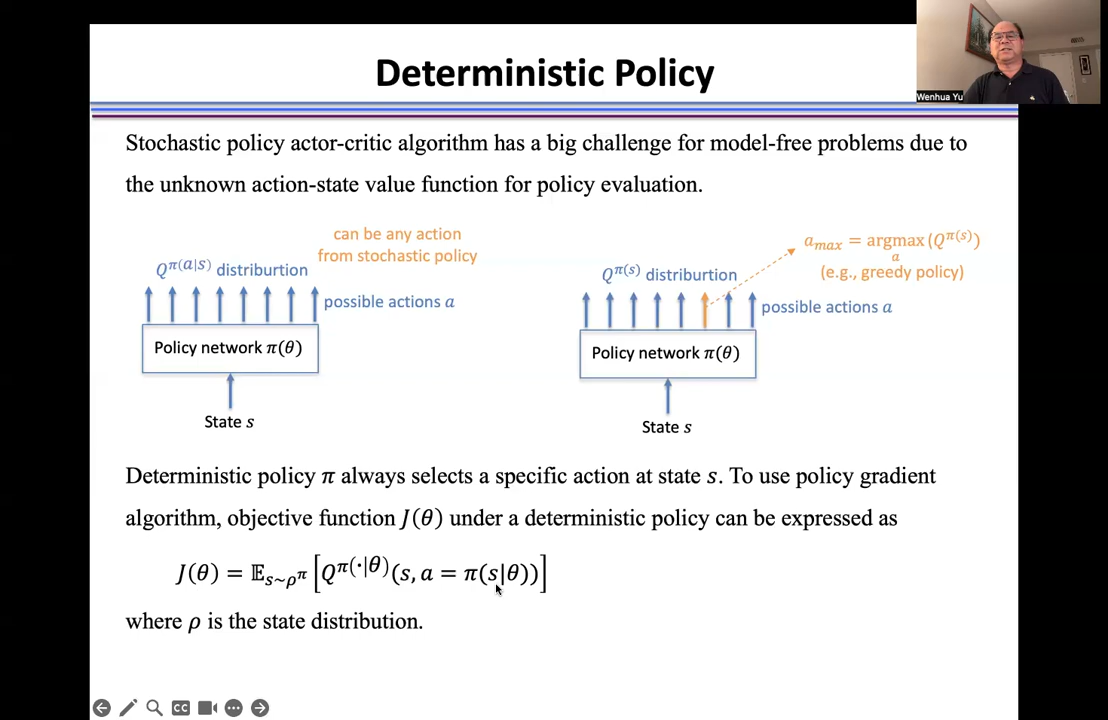 Deterministic Policy
Wenhua Yu
Stochastic policy actor-critic algorithm has a big challenge for model-free problems due to
the unknown action-state value function for policy evaluation.
can be any action
from stochastic policy
Q^π(a|s) distriburtion
possible actions a
Policy network π(θ)
State s
a_max = argmax_a (Q^π(s))
(e.g., greedy policy)
Q^π(s) distriburtion
possible actions a
Policy network π(θ)
State s
Deterministic policy π always selects a specific action at state s. To use policy gradient
algorithm, objective function J(θ) under a deterministic policy can be expressed as
J(θ) = 𝔼_s~ρ^π [Q^π(·|θ)(s, a = π(s|θ))]
where ρ is the state distribution.
CC